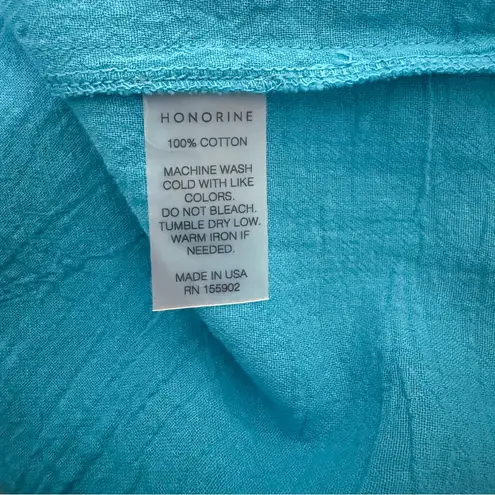 HONORINE
100% COTTON
MACHINE WASH
COLD WITH LIKE
COLORS.
DO NOT BLEACH.
TUMBLE DRY LOW.
WARM IRON IF
NEEDED.
MADE IN USA
RN 155902